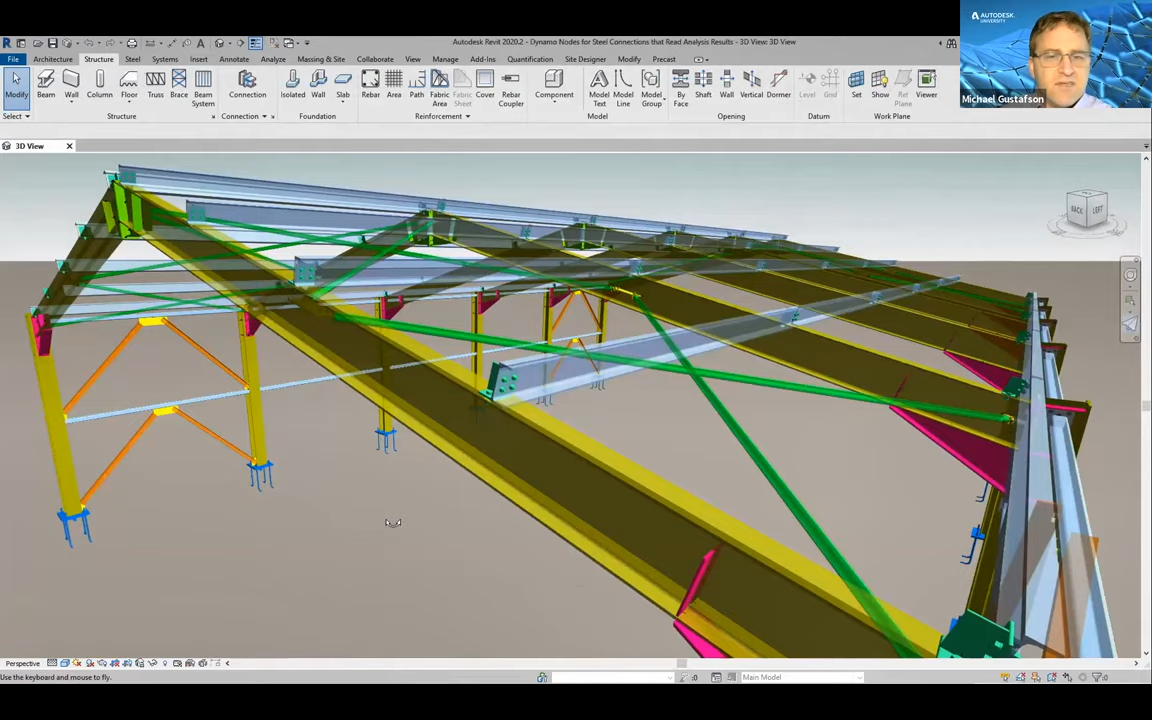 AUTODESK
UNIVERSITY
Michael Gustafson
Autodesk Revit 2020.2 - Dynamo Nodes for Steel Connections that Read Analysis Results - 3D View: 3D View
File Architecture Structure Steel Systems Insert Annotate Analyze Massing & Site Collaborate View Manage Add-Ins Quantification Site Designer Modify Precast
Modify Beam Wall Column Floor Truss Brace Beam System Connection Isolated Wall Slab Rebar Area Path Fabric Area Fabric Sheet Cover Rebar Coupler Component Model Text Model Line Model Group By Face Shaft Wall Vertical Dormer Level Grid Set Show Ref Plane Viewer
Select Structure Connection Foundation Reinforcement Model Opening Datum Work Plane
3D View
BACK LEFT
Perspective
Use the keyboard and mouse to fly. :0 Main Model :0